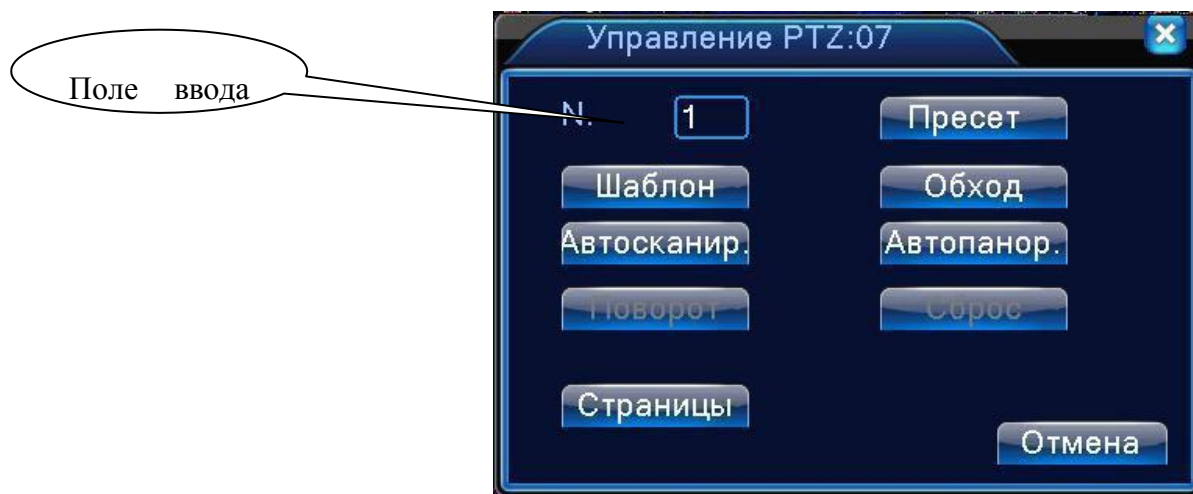 Управление PTZ:07
Поле ввода
N. 1 Пресет
Шаблон Обход
Автосканир. Автопанор.
Поворот Сброс
Страницы
Отмена